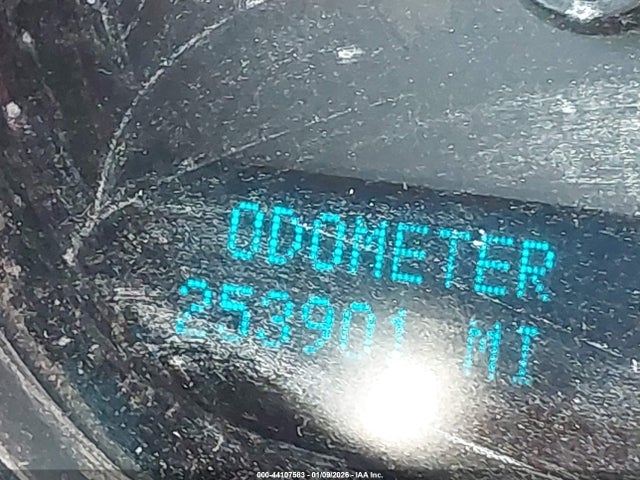 ODOMETER
253901 MI
000-44107583 - 01/09/2026 - IAA Inc.